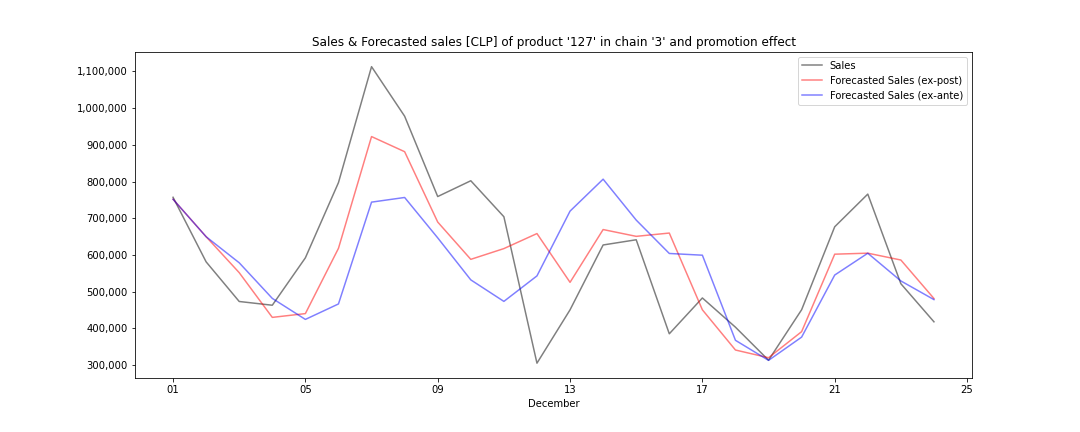 Sales & Forecasted sales [CLP] of product '127' in chain '3' and promotion effect
Sales
Forecasted Sales (ex-post)
Forecasted Sales (ex-ante)
1,100,000
1,000,000
900,000
800,000
700,000
600,000
500,000
400,000
300,000
01 05 09 13 17 21 25
December